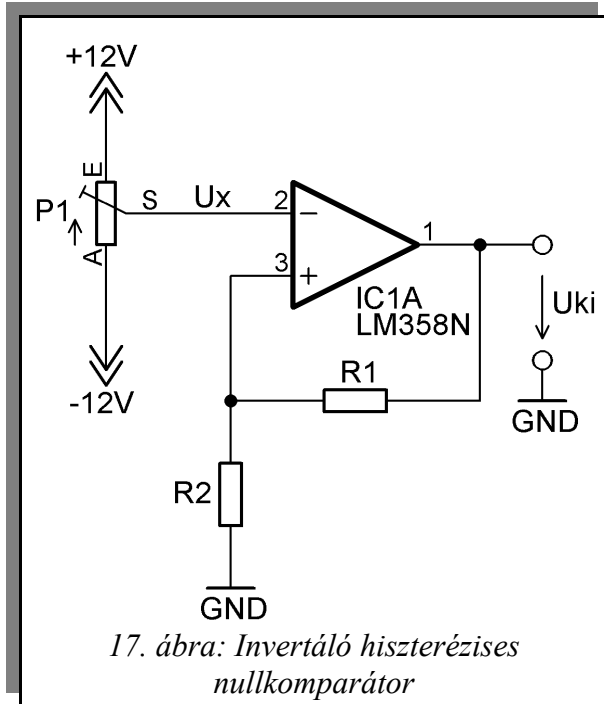 +12V
E
P1
S
Ux
A
-12V
2
3
1
IC1A
LM358N
Uki
R1
GND
R2
GND
17. ábra: Invertáló hiszterézises
nullkomparátor